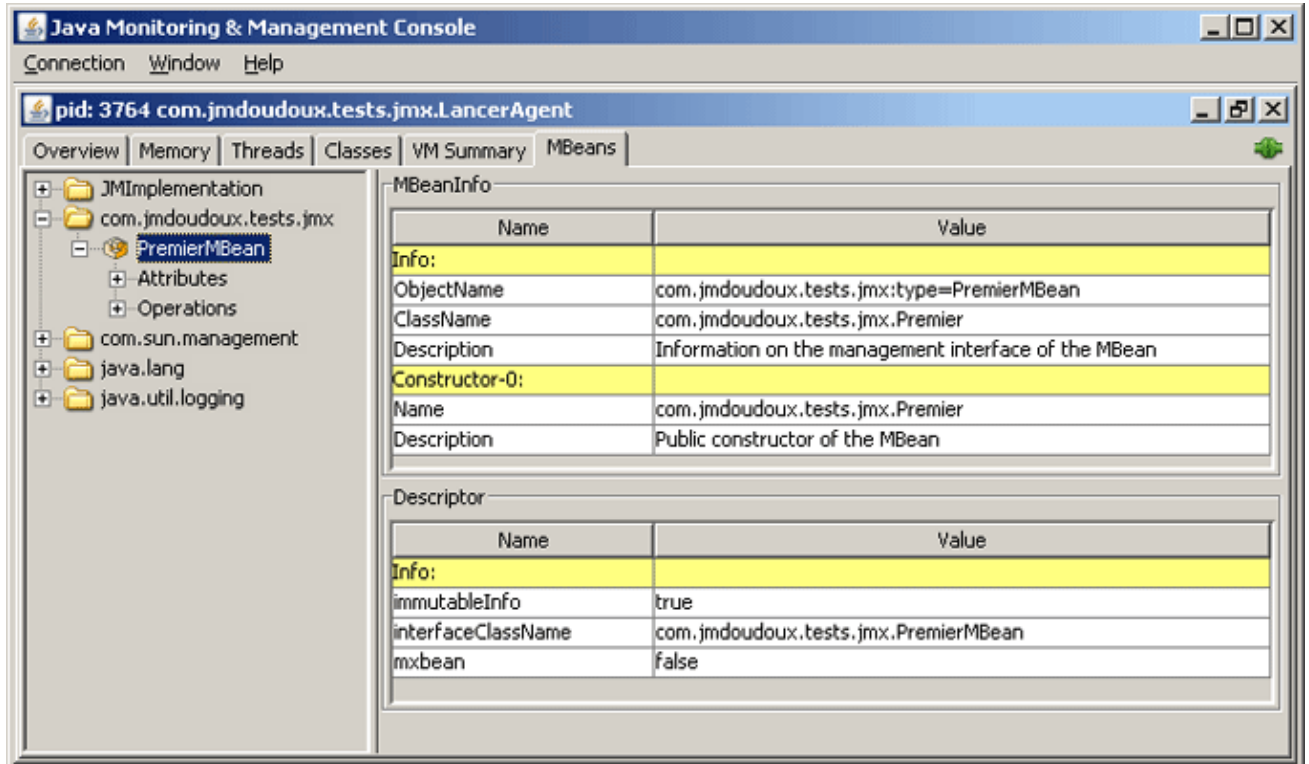 Java Monitoring & Management Console
Connection Window Help
pid: 3764 com.jmdoudoux.tests.jmx.LancerAgent
Overview Memory Threads Classes VM Summary MBeans
JMImplementation
com.jmdoudoux.tests.jmx
PremierMBean
Attributes
Operations
com.sun.management
java.lang
java.util.logging
MBeanInfo
Name Value
Info:
ObjectName com.jmdoudoux.tests.jmx:type=PremierMBean
ClassName com.jmdoudoux.tests.jmx.Premier
Description Information on the management interface of the MBean
Constructor-0:
Name com.jmdoudoux.tests.jmx.Premier
Description Public constructor of the MBean
Descriptor
Name Value
Info:
immutableInfo true
interfaceClassName com.jmdoudoux.tests.jmx.PremierMBean
mxbean false